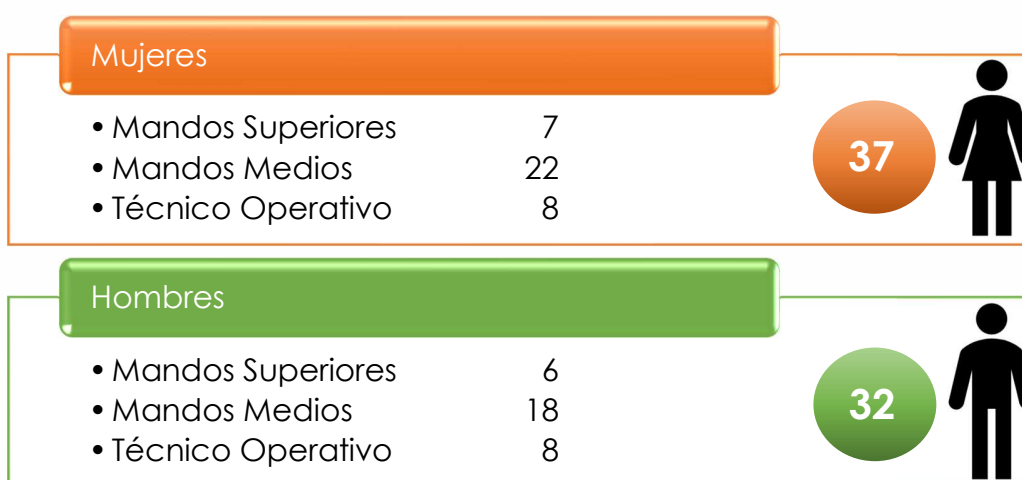 Mujeres
• Mandos Superiores 7
• Mandos Medios 22
• Técnico Operativo 8
37
Hombres
• Mandos Superiores 6
• Mandos Medios 18
• Técnico Operativo 8
32